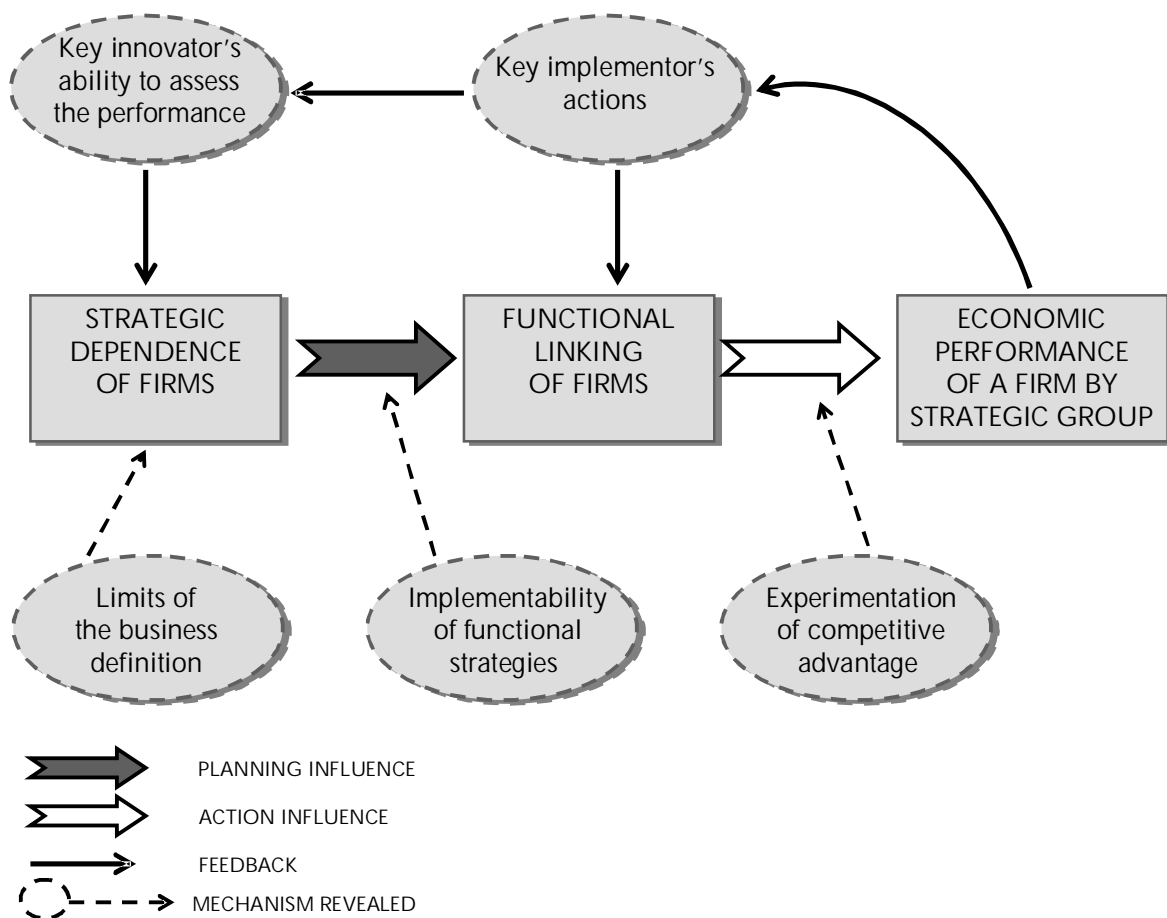 Key innovator's
ability to assess
the performance
Key implementor's
actions
STRATEGIC
DEPENDENCE
OF FIRMS
FUNCTIONAL
LINKING
OF FIRMS
ECONOMIC
PERFORMANCE
OF A FIRM BY
STRATEGIC GROUP
Limits of
the business
definition
Implementability
of functional
strategies
Experimentation
of competitive
advantage
PLANNING INFLUENCE
ACTION INFLUENCE
FEEDBACK
MECHANISM REVEALED